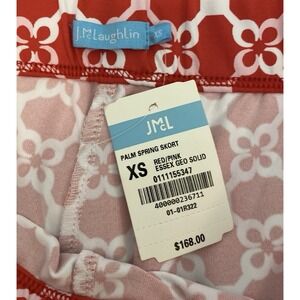 J.McLaughlin
XS
JMcL
PALM SPRING SKORT
XS
RED/PINK
ESSEX GEO SOLID
0111155347
400000236711
01-01R322
$168.00